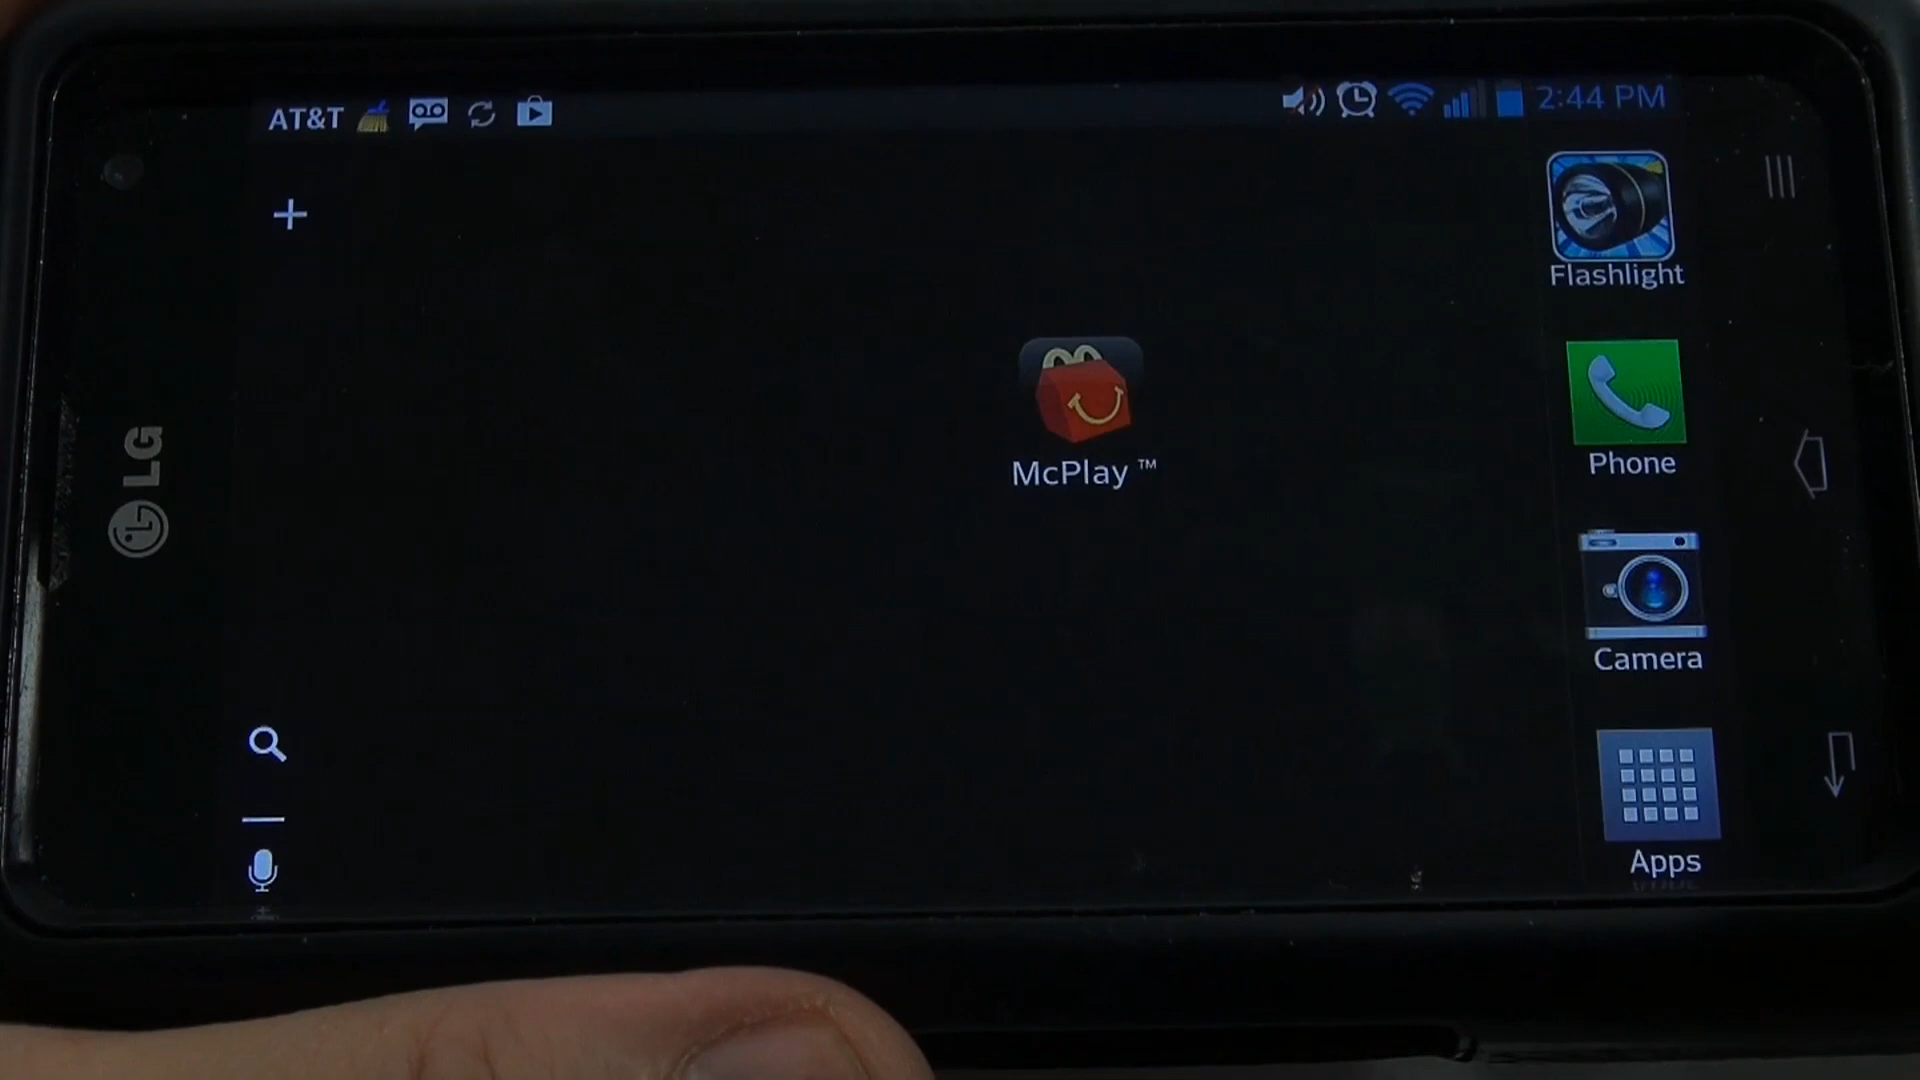 AT&T
2:44 PM
Flashlight
LG
McPlay ™
Phone
Camera
Apps